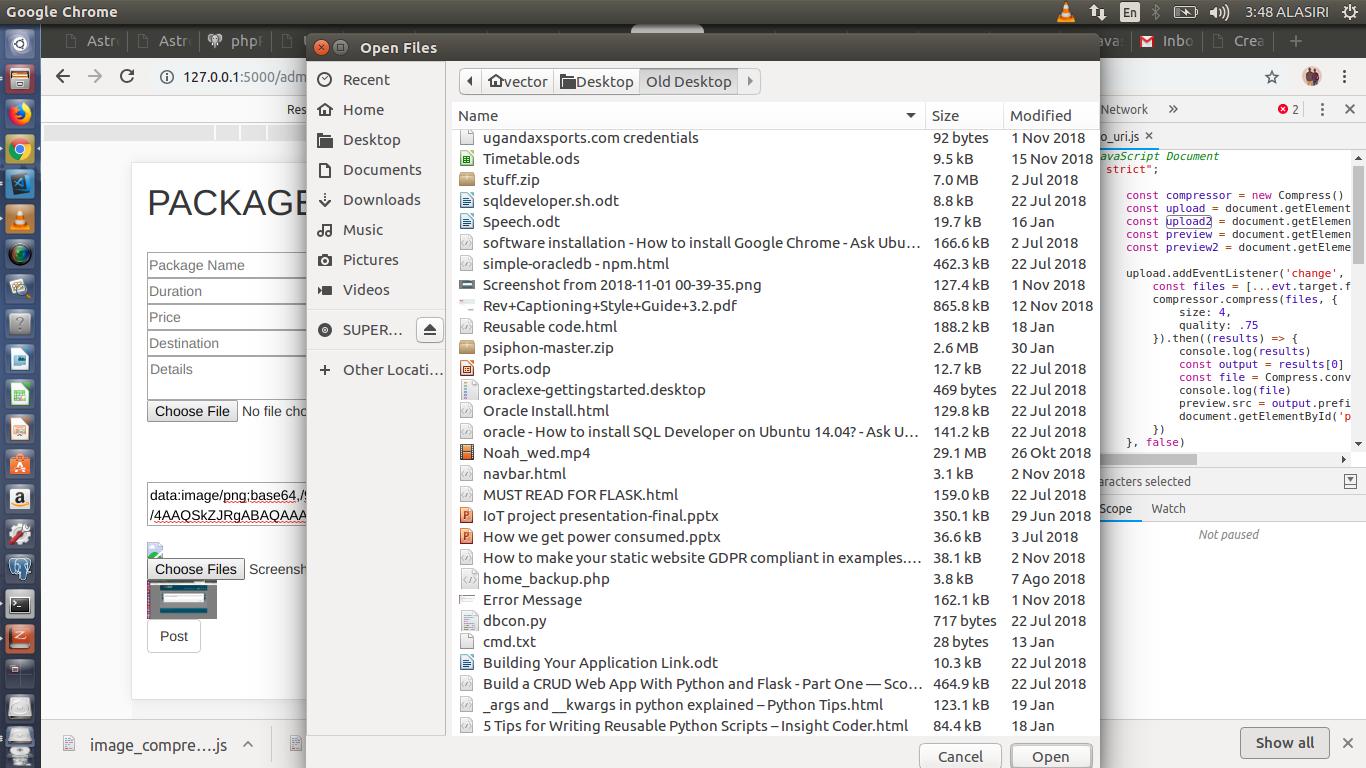 Google Chrome
En
3:48 ALASIRI
Astr
Astr
phpP
Open Files
avas
Inbo
Crea
127.0.0.1:5000/adm
Res
PACKAGE
Package Name
Duration
Price
Destination
Details
Choose File No file cho
data:image/png;base64,/9
/4AAQSkZJRgABAQAAA
Choose Files Screensh
Post
image_compre....js
Recent
Home
Desktop
Documents
Downloads
Music
Pictures
Videos
SUPER...
Other Locati...
vector Desktop Old Desktop
Name Size Modified
ugandaxsports.com credentials 92 bytes 1 Nov 2018
Timetable.ods 9.5 kB 15 Nov 2018
stuff.zip 7.0 MB 2 Jul 2018
sqldeveloper.sh.odt 8.8 kB 22 Jul 2018
Speech.odt 19.7 kB 16 Jan
software installation - How to install Google Chrome - Ask Ubu... 166.6 kB 2 Jul 2018
simple-oracledb - npm.html 462.3 kB 22 Jul 2018
Screenshot from 2018-11-01 00-39-35.png 127.4 kB 1 Nov 2018
Rev+Captioning+Style+Guide+3.2.pdf 865.8 kB 12 Nov 2018
Reusable code.html 188.2 kB 18 Jan
psiphon-master.zip 2.6 MB 30 Jan
Ports.odp 12.7 kB 22 Jul 2018
oraclexe-gettingstarted.desktop 469 bytes 22 Jul 2018
Oracle Install.html 129.8 kB 22 Jul 2018
oracle - How to install SQL Developer on Ubuntu 14.04? - Ask U... 141.2 kB 22 Jul 2018
Noah_wed.mp4 29.1 MB 26 Okt 2018
navbar.html 3.1 kB 2 Nov 2018
MUST READ FOR FLASK.html 159.0 kB 22 Jul 2018
IoT project presentation-final.pptx 350.1 kB 29 Jun 2018
How we get power consumed.pptx 36.6 kB 3 Jul 2018
How to make your static website GDPR compliant in examples.... 38.1 kB 2 Nov 2018
home_backup.php 3.8 kB 7 Ago 2018
Error Message 162.1 kB 1 Nov 2018
dbcon.py 717 bytes 22 Jul 2018
cmd.txt 28 bytes 13 Jan
Building Your Application Link.odt 10.3 kB 22 Jul 2018
Build a CRUD Web App With Python and Flask - Part One — Sco... 464.9 kB 22 Jul 2018
_args and __kwargs in python explained – Python Tips.html 123.1 kB 19 Jan
5 Tips for Writing Reusable Python Scripts – Insight Coder.html 84.4 kB 18 Jan
Cancel Open
Network » 2
o_uri.js ×
avaScript Document
strict";
const compressor = new Compress()
const upload = document.getElement
const upload2 = document.getElemen
const preview = document.getElemen
const preview2 = document.getEleme
upload.addEventListener('change',
const files = [...evt.target.f
compressor.compress(files, {
size: 4,
quality: .75
}).then((results) => {
console.log(results)
const output = results[0]
const file = Compress.conv
console.log(file)
preview.src = output.prefi
document.getElementById('p
})
}, false)
aracters selected
Scope Watch
Not paused
Show all